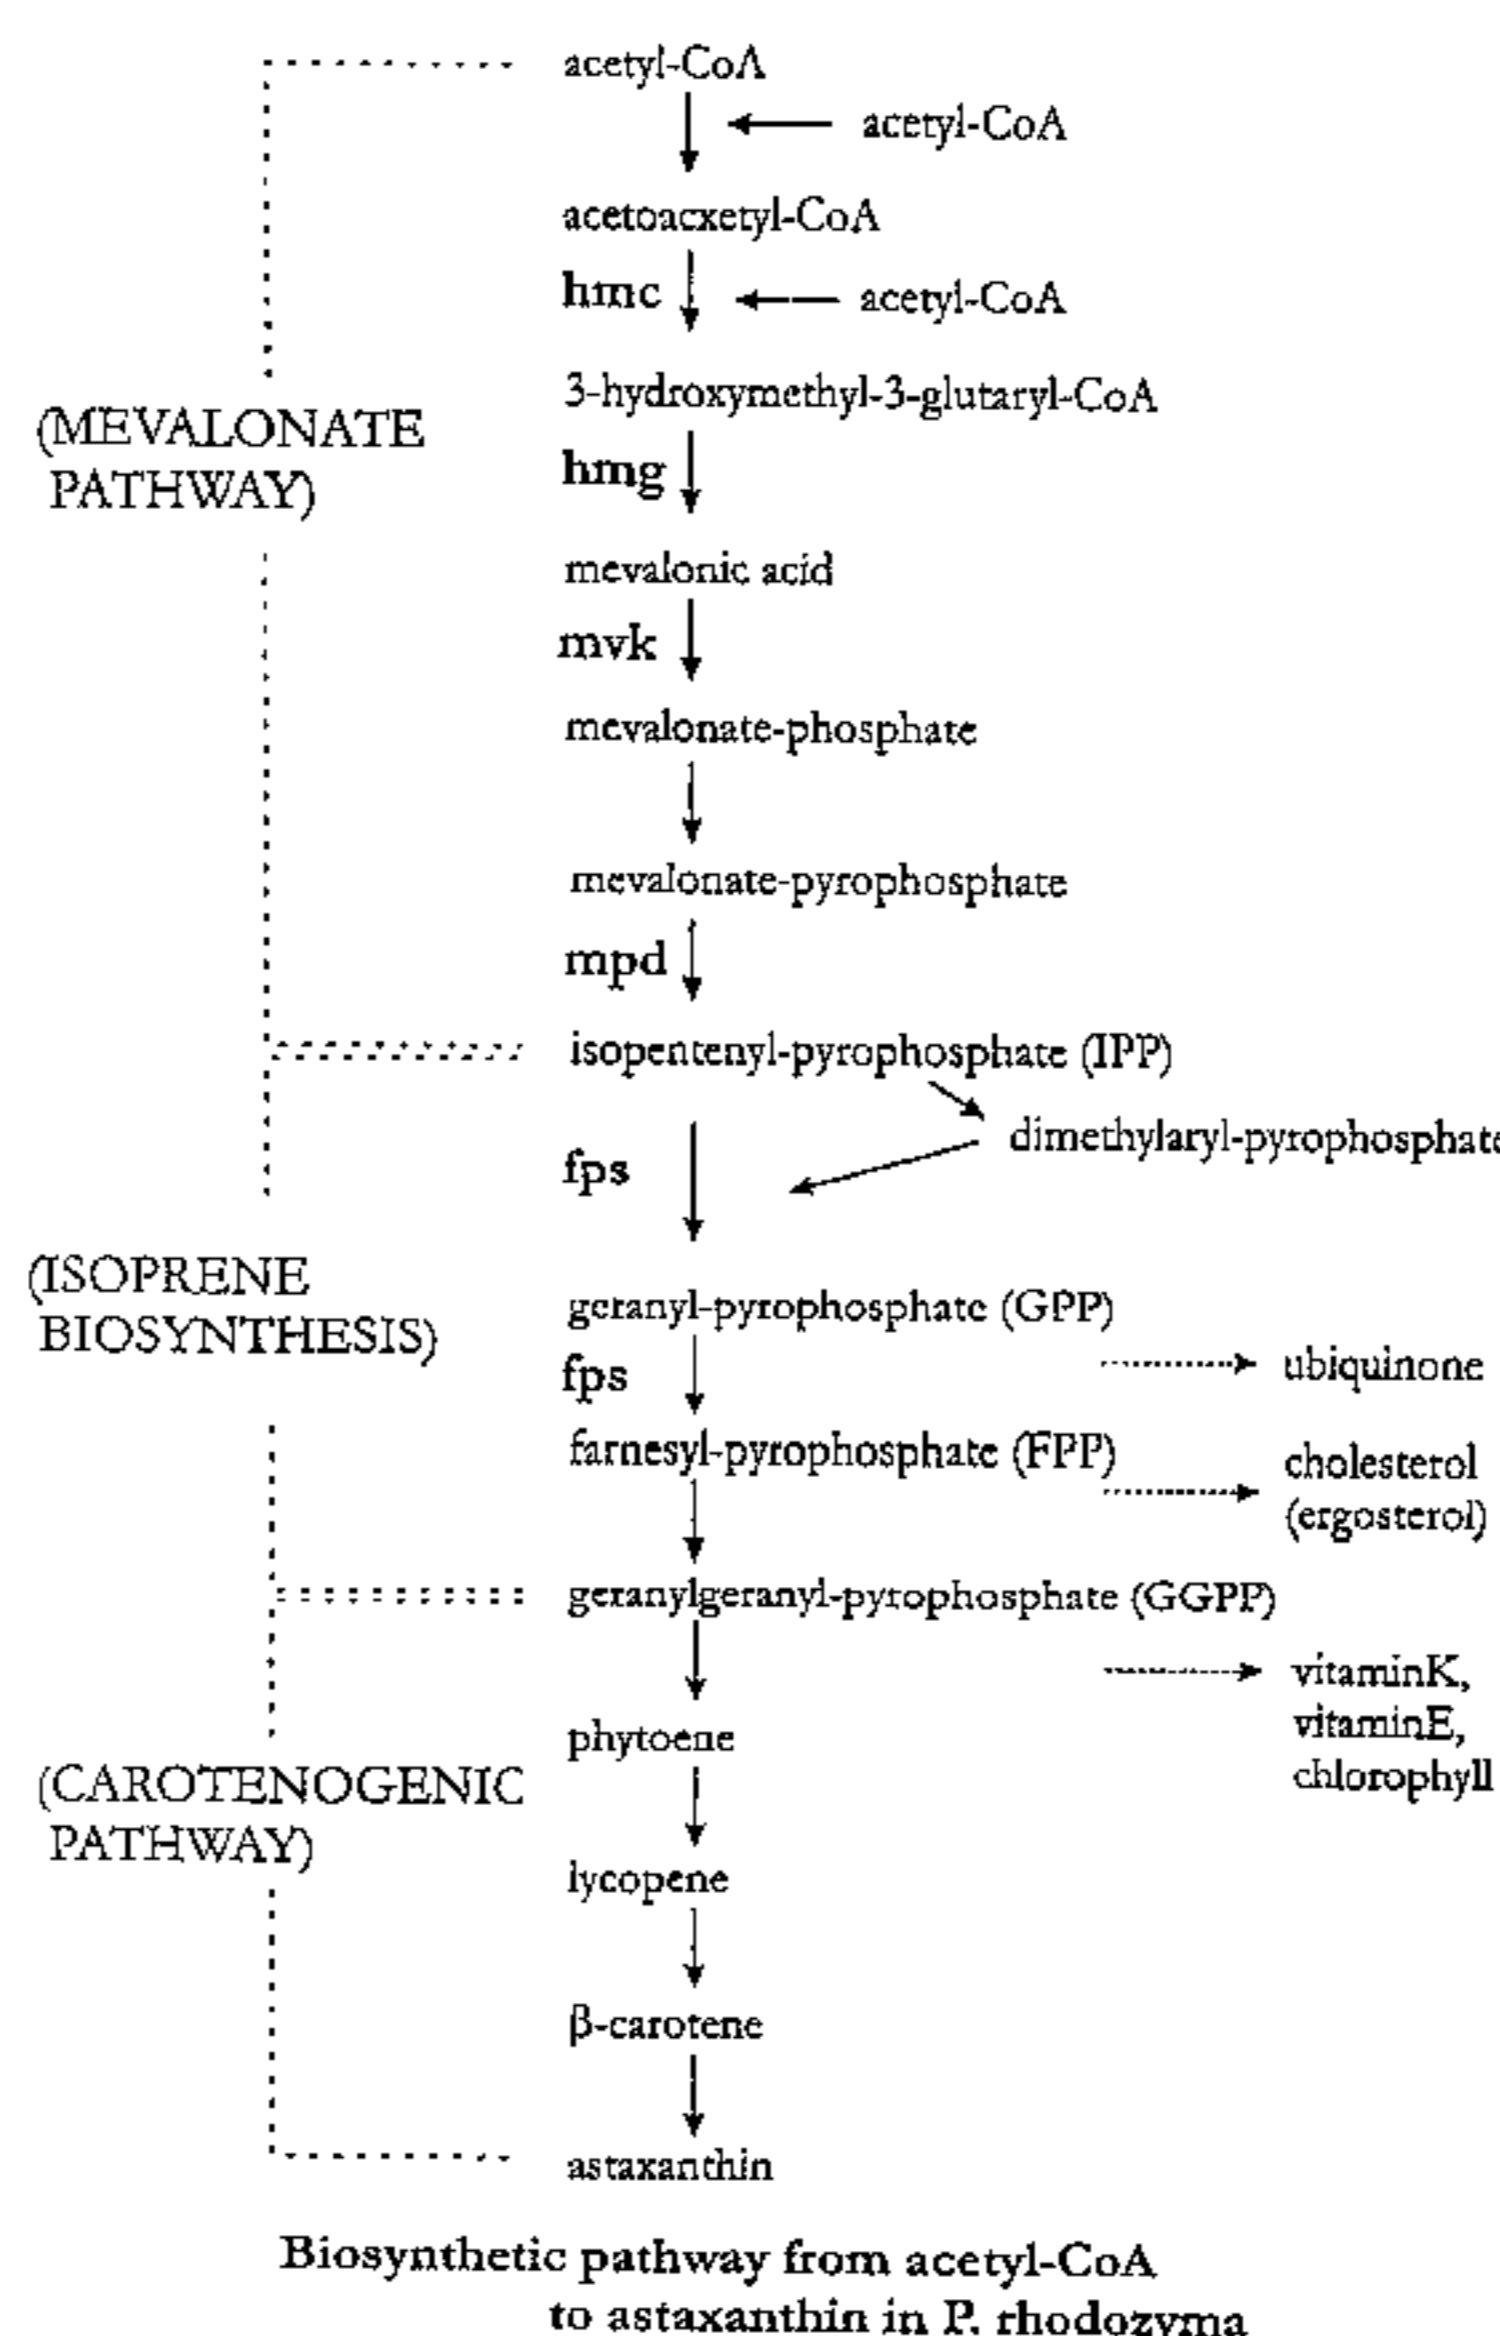 acetyl-CoA
acetyl-CoA
acetoacxetyl-CoA
hmc
acetyl-CoA
3-hydroxymethyl-3-glutaryl-CoA
(MEVALONATE
PATHWAY)
hmg
mevalonic acid
mvk
mevalonate-phosphate
mevalonate-pyrophosphate
mpd
isopentenyl-pyrophosphate (IPP)
dimethylaryl-pyrophosphate
fps
(ISOPRENE
BIOSYNTHESIS)
geranyl-pyrophosphate (GPP)
fps
ubiquinone
farnesyl-pyrophosphate (FPP)
cholesterol
(ergosterol)
geranylgeranyl-pyrophosphate (GGPP)
vitaminK,
vitaminE,
chlorophyll
phytoene
(CAROTENOGENIC
PATHWAY)
lycopene
β-carotene
astaxanthin
Biosynthetic pathway from acetyl-CoA
to astaxanthin in P. rhodozyma